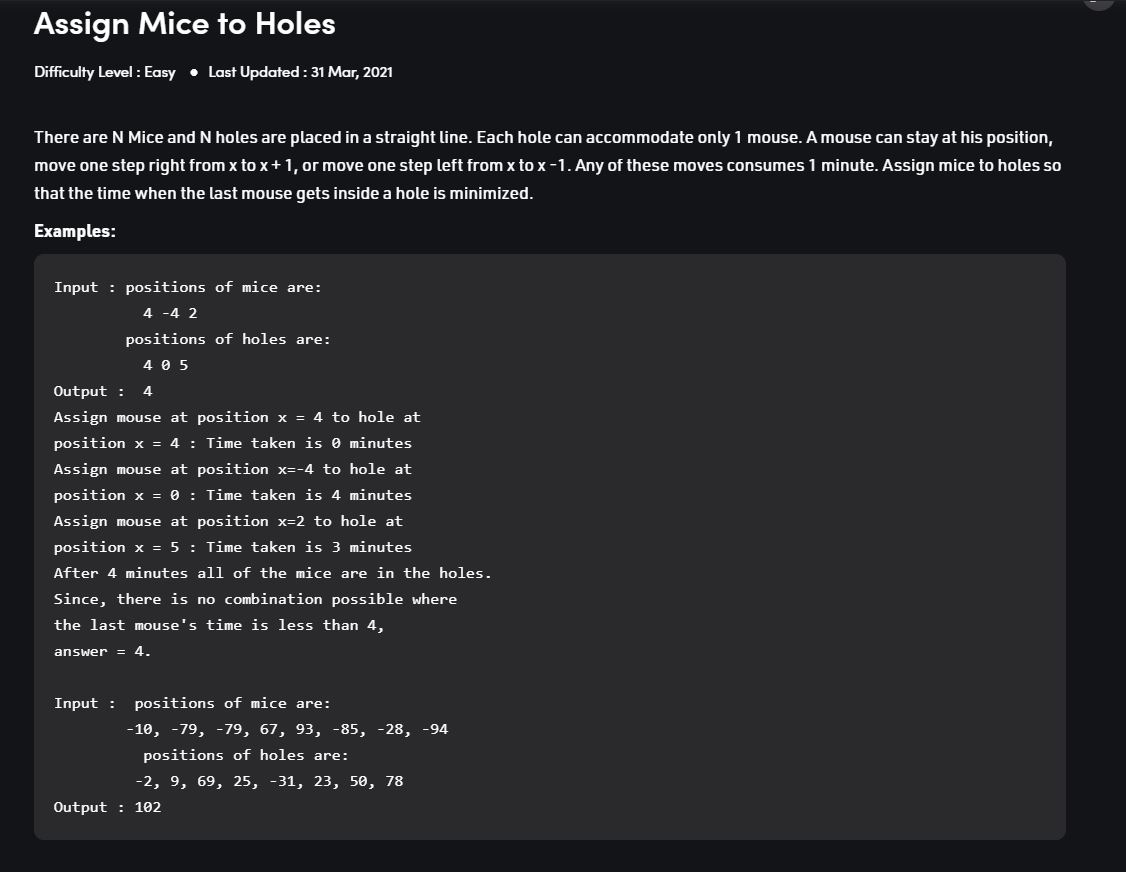 Assign Mice to Holes
Difficulty Level : Easy ● Last Updated : 31 Mar, 2021
There are N Mice and N holes are placed in a straight line. Each hole can accommodate only 1 mouse. A mouse can stay at his position,
move one step right from x to x + 1, or move one step left from x to x -1. Any of these moves consumes 1 minute. Assign mice to holes so
that the time when the last mouse gets inside a hole is minimized.
Examples:
Input : positions of mice are:
4 -4 2
positions of holes are:
4 0 5
Output : 4
Assign mouse at position x = 4 to hole at
position x = 4 : Time taken is 0 minutes
Assign mouse at position x=-4 to hole at
position x = 0 : Time taken is 4 minutes
Assign mouse at position x=2 to hole at
position x = 5 : Time taken is 3 minutes
After 4 minutes all of the mice are in the holes.
Since, there is no combination possible where
the last mouse's time is less than 4,
answer = 4.
Input : positions of mice are:
-10, -79, -79, 67, 93, -85, -28, -94
positions of holes are:
-2, 9, 69, 25, -31, 23, 50, 78
Output : 102